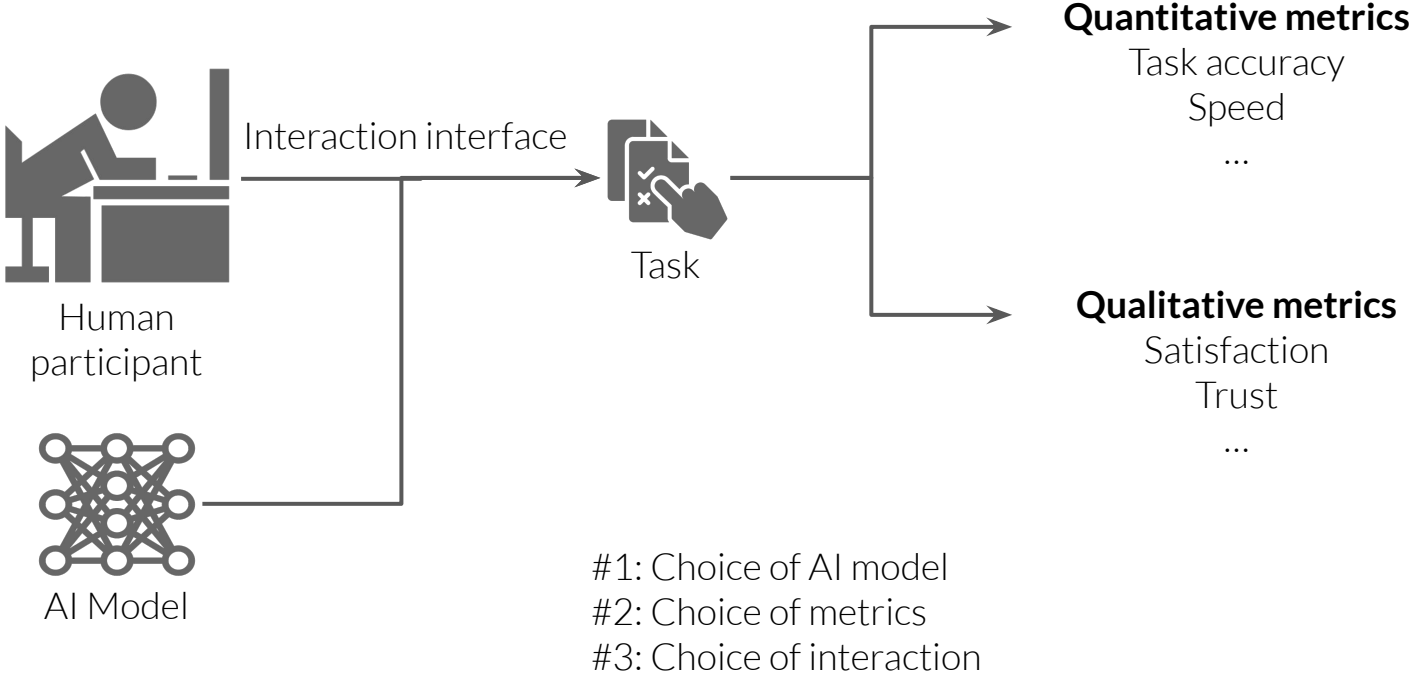 Quantitative metrics
Task accuracy
Speed
...
Interaction interface
Task
Human
participant
Qualitative metrics
Satisfaction
Trust
...
AI Model
#1: Choice of AI model
#2: Choice of metrics
#3: Choice of interaction